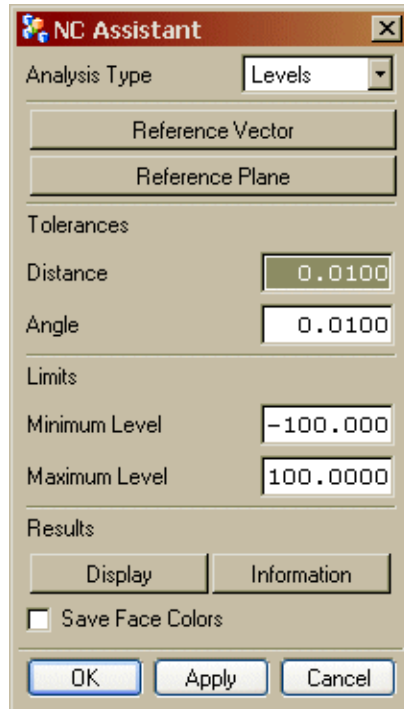 NC Assistant
Analysis Type Levels
Reference Vector
Reference Plane
Tolerances
Distance 0.0100
Angle 0.0100
Limits
Minimum Level -100.000
Maximum Level 100.0000
Results
Display Information
Save Face Colors
OK Apply Cancel